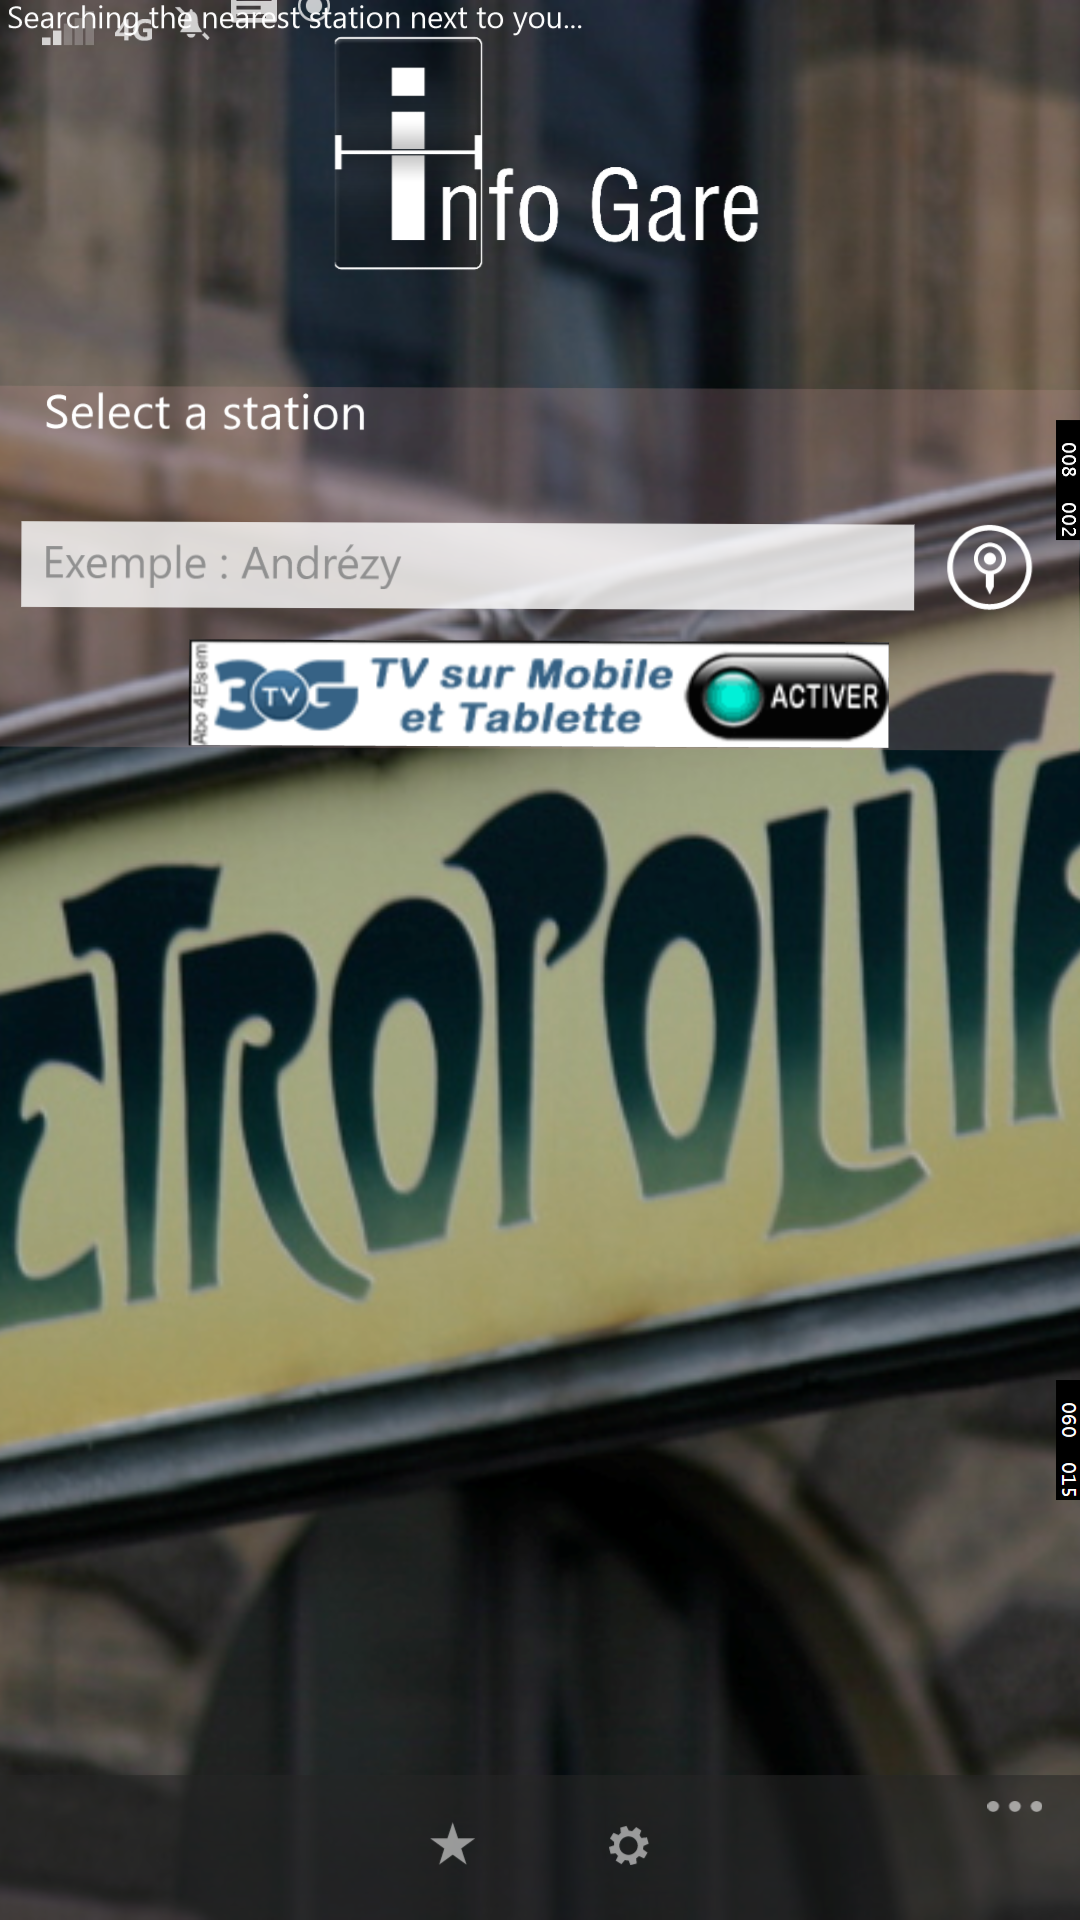 Searching the nearest station next to you...
4G
info Gare
Select a station
008 002
Exemple : Andrézy
Abo 4E/sem
3G TV
TV sur Mobile
et Tablette
ACTIVER
ETROPOLITA
060 015